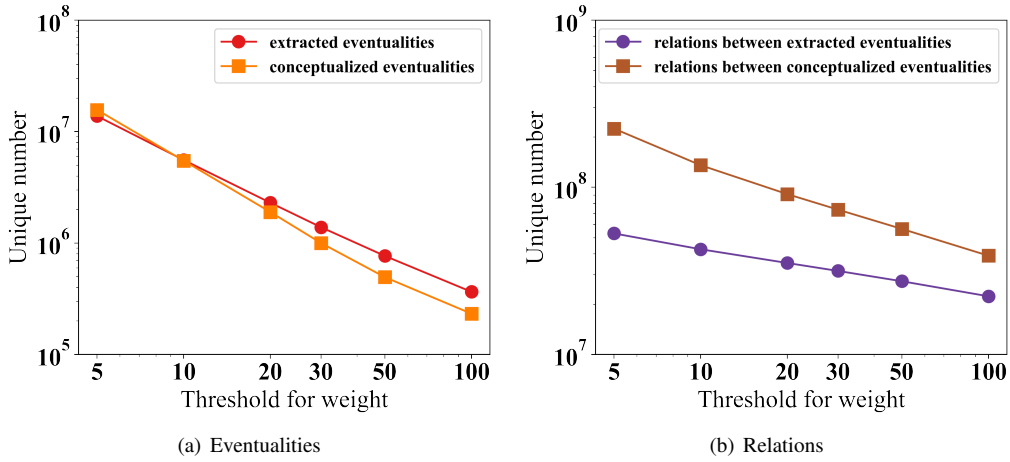 10^8
10^7
10^6
10^5
Unique number
extracted eventualities
conceptualized eventualities
5 10 20 30 50 100
Threshold for weight
(a) Eventualities
10^9
10^8
10^7
Unique number
relations between extracted eventualities
relations between conceptualized eventualities
5 10 20 30 50 100
Threshold for weight
(b) Relations